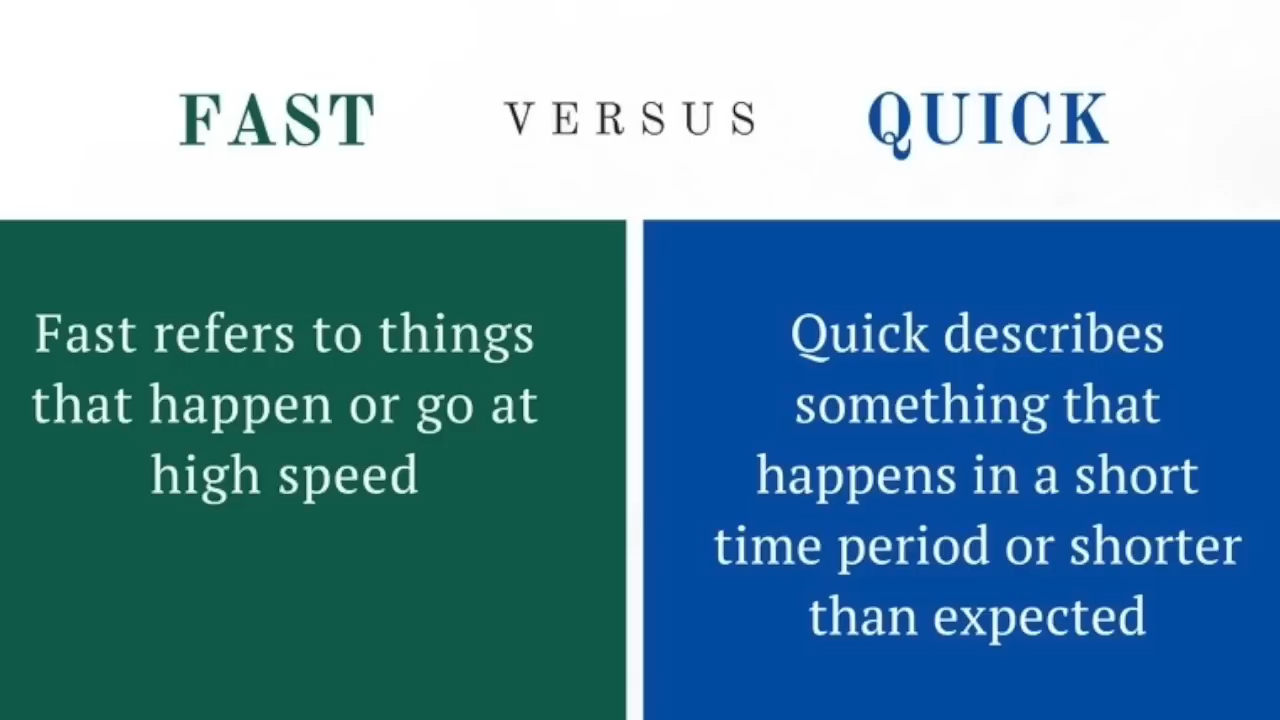 FAST VERSUS QUICK
Fast refers to things
that happen or go at
high speed
Quick describes
something that
happens in a short
time period or shorter
than expected